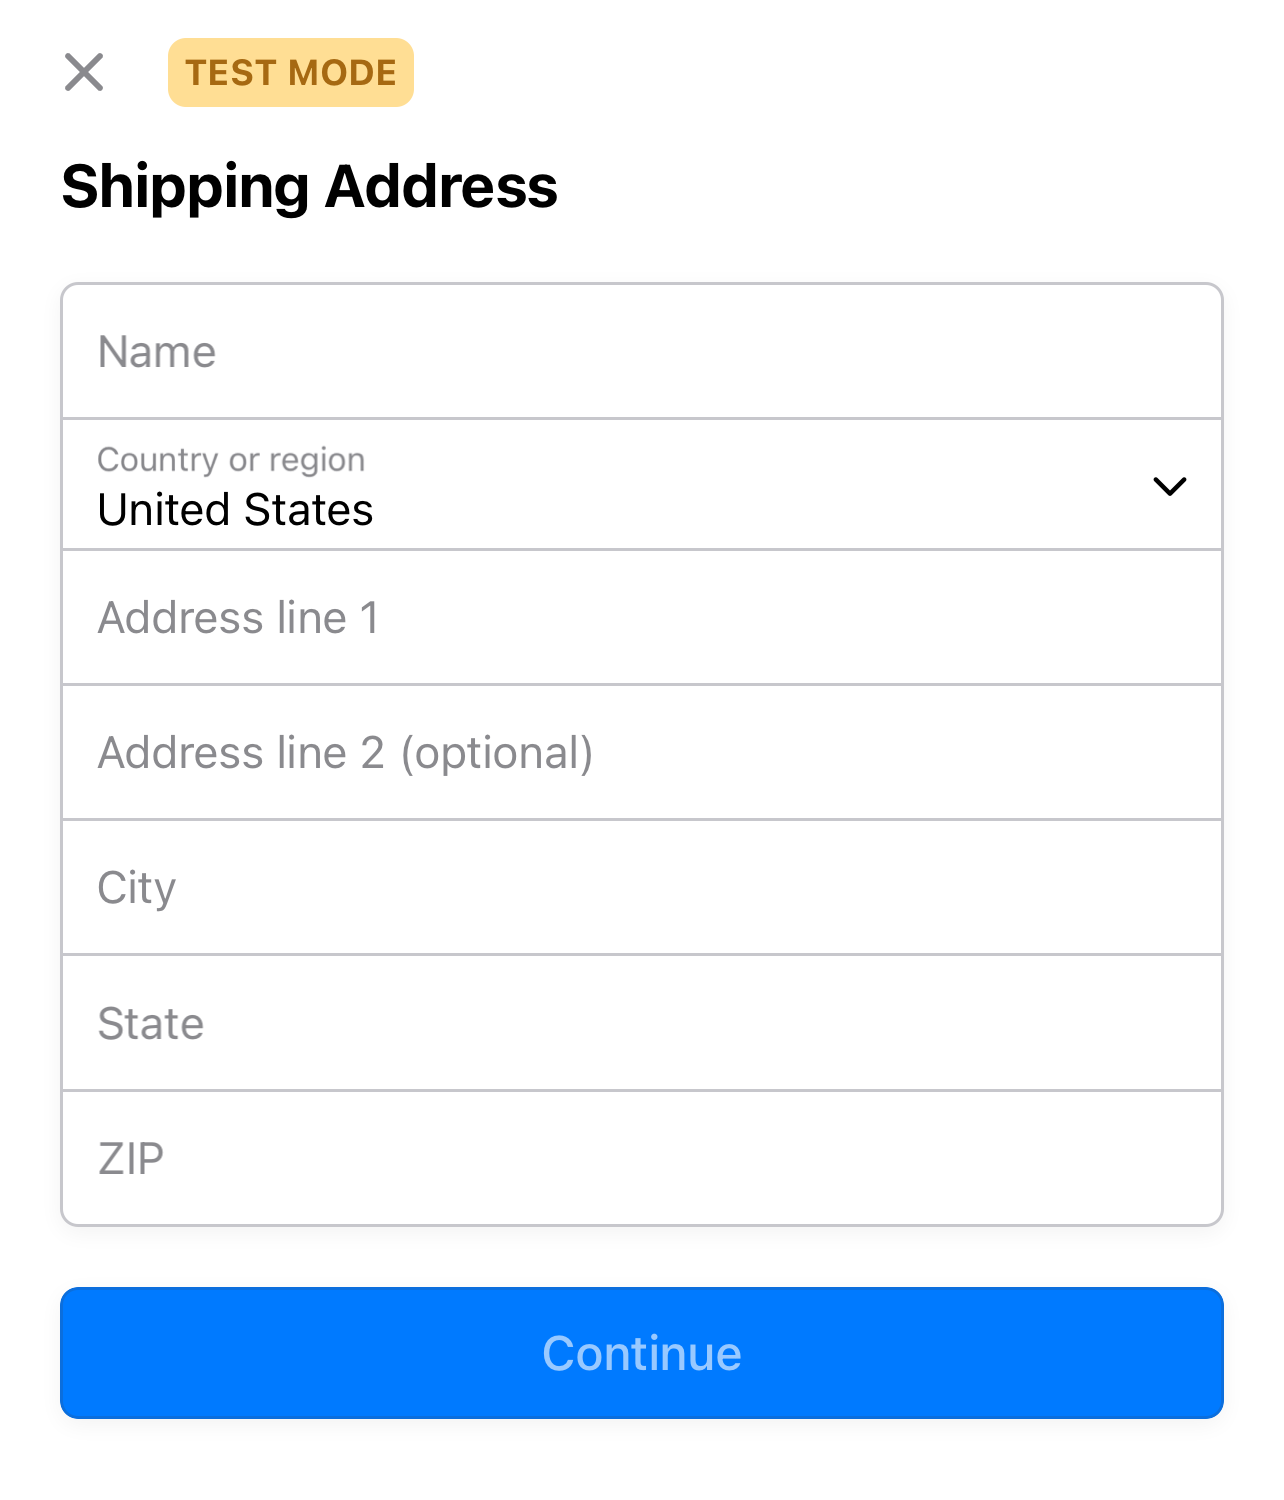 TEST MODE
Shipping Address
Name
Country or region
United States
Address line 1
Address line 2 (optional)
City
State
ZIP
Continue